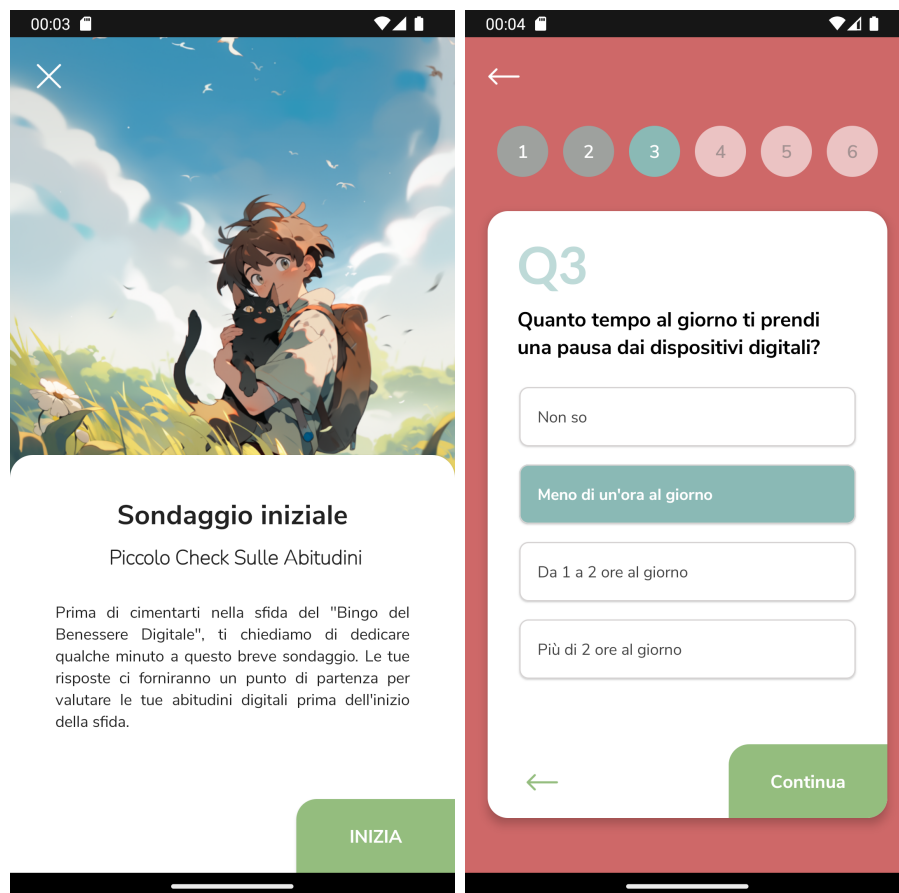 00:03
Sondaggio iniziale
Piccolo Check Sulle Abitudini
Prima di cimentarti nella sfida del "Bingo del
Benessere Digitale", ti chiediamo di dedicare
qualche minuto a questo breve sondaggio. Le tue
risposte ci forniranno un punto di partenza per
valutare le tue abitudini digitali prima dell'inizio
della sfida.
INIZIA
00:04
1 2 3 4 5 6
Q3
Quanto tempo al giorno ti prendi
una pausa dai dispositivi digitali?
Non so
Meno di un'ora al giorno
Da 1 a 2 ore al giorno
Più di 2 ore al giorno
Continua